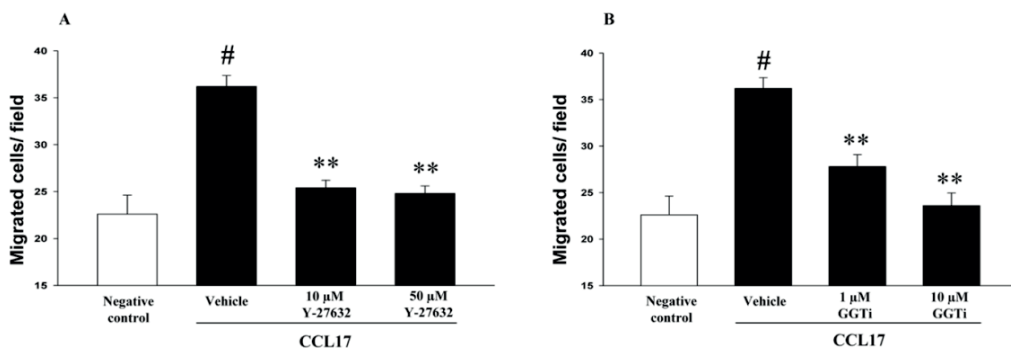 A
Migrated cells/ field
40
35
30
25
20
15
#
**
**
Negative
control
Vehicle
10 µM
Y-27632
50 µM
Y-27632
CCL17
B
Migrated cells/ field
40
35
30
25
20
15
#
**
**
Negative
control
Vehicle
1 µM
GGTi
10 µM
GGTi
CCL17